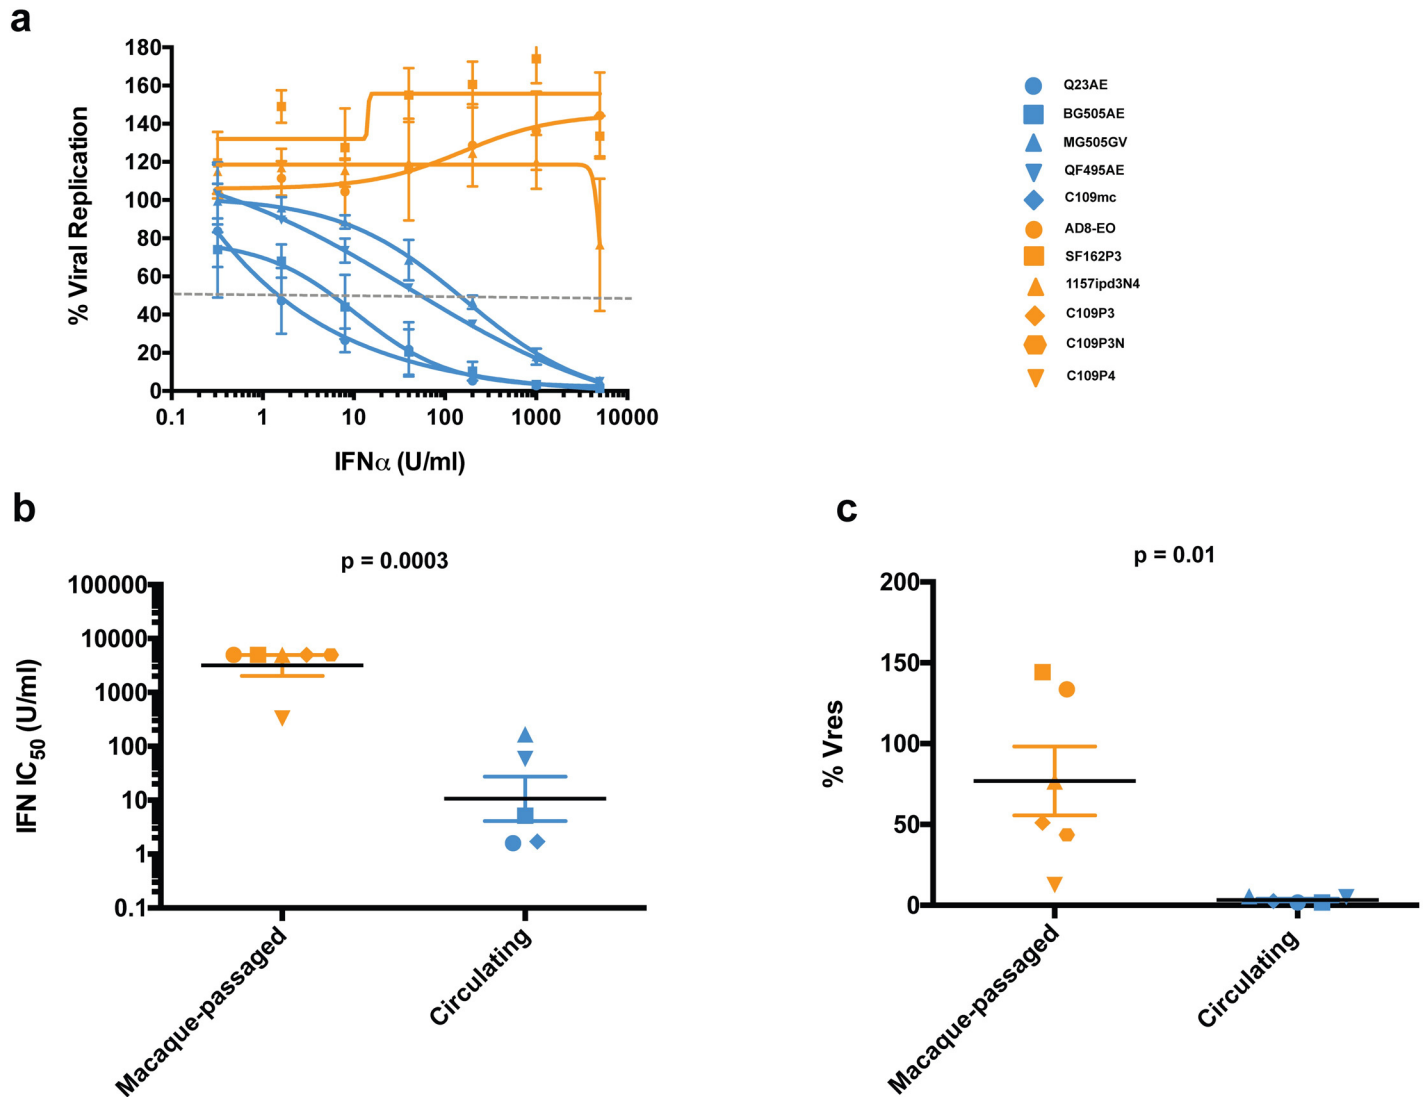 a
180
160
140
120
100
80
60
40
20
0
% Viral Replication
0.1 1 10 100 1000 10000
IFNα (U/ml)
Q23AE
BG505AE
MG505GV
QF495AE
C109mc
AD8-EO
SF162P3
1157ipd3N4
C109P3
C109P3N
C109P4
b
p = 0.0003
100000
10000
1000
100
10
1
0.1
IFN IC50 (U/ml)
Macaque-passaged
Circulating
c
p = 0.01
200
150
100
50
0
% Vres
Macaque-passaged
Circulating